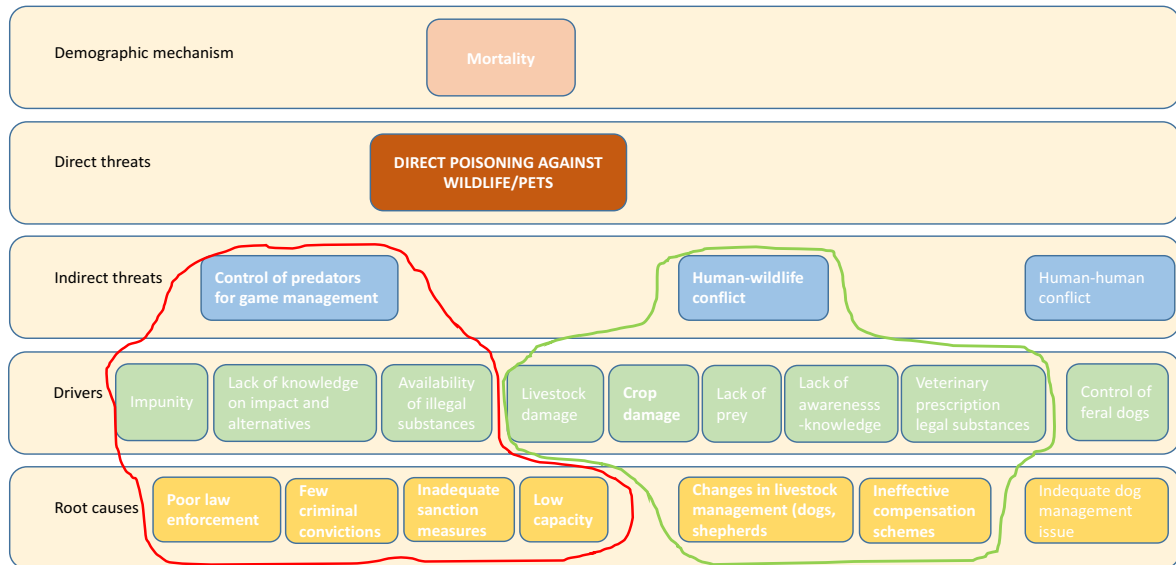 Demographic mechanism
Mortality
Direct threats
DIRECT POISONING AGAINST
WILDLIFE/PETS
Indirect threats
Control of predators
for game management
Human-wildlife
conflict
Human-human
conflict
Drivers
Impunity
Lack of knowledge
on impact and
alternatives
Availability
of illegal
substances
Livestock
damage
Crop
damage
Lack of
prey
Lack of
awarenesss
-knowledge
Veterinary
prescription
legal substances
Control of
feral dogs
Root causes
Poor law
enforcement
Few
criminal
convictions
Inadequate
sanction
measures
Low
capacity
Changes in livestock
management (dogs,
shepherds
Ineffective
compensation
schemes
Indequate dog
management
issue